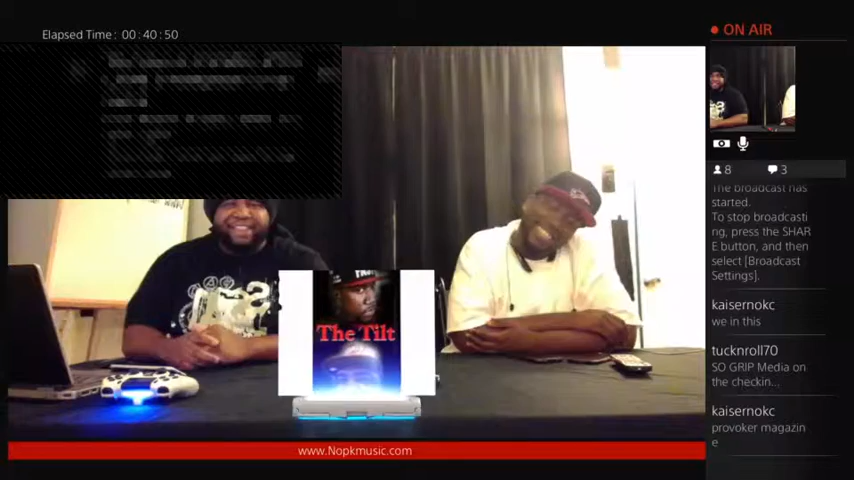 Elapsed Time: 00:40:50
ON AIR
8
3
The broadcast has
started.
To stop broadcasti
ng, press the SHAR
E button, and then
select [Broadcast
Settings].
kaisernokc
we in this
tucknroll70
SO GRIP Media on
the checkin...
kaisernokc
provoker magazin
e
The Tilt
www.Nopkmusic.com